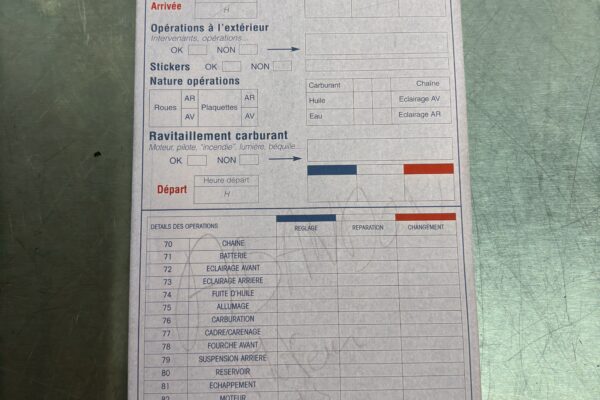 Arrivée
H
Opérations à l'extérieur
Intervenants, opérations...
OK NON
Stickers OK NON
Nature opérations
Carburant Chaîne
Roues AR Plaquettes AR
Huile Eclairage AV
AV AV
Eau Eclairage AR
Ravitaillement carburant
Moteur, pilote, "incendie", lumière, béquille...
OK NON
Heure départ
Départ H
DETAILS DES OPERATIONS REGLAGE REPARATION CHANGEMENT
70 CHAINE
71 BATTERIE
72 ECLAIRAGE AVANT
73 ECLAIRAGE ARRIERE
74 FUITE D'HUILE
75 ALLUMAGE
76 CARBURATION
77 CADRE/CARENAGE
78 FOURCHE AVANT
79 SUSPENSION ARRIERE
80 RESERVOIR
81 ECHAPPEMENT
82 MOTEUR